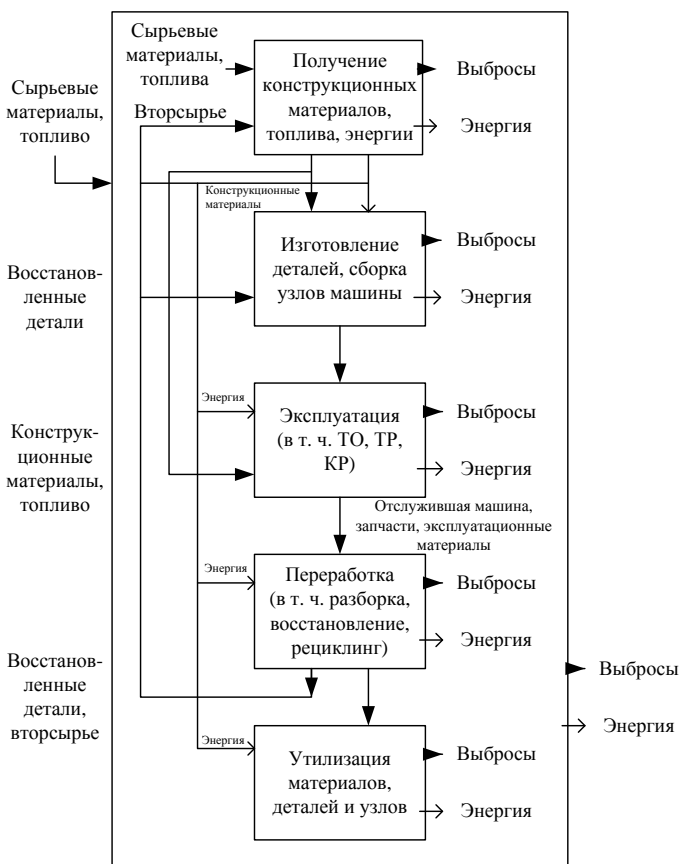 Сырьевые
материалы,
топлива
Получение
конструкционных
материалов,
топлива, энергии
Выбросы
Энергия
Сырьевые
материалы,
топливо
Вторсырье
Конструкционные
материалы
Изготовление
деталей, сборка
узлов машины
Выбросы
Энергия
Восстанов-
ленные
детали
Энергия
Эксплуатация
(в т. ч. ТО, ТР,
КР)
Выбросы
Энергия
Конструк-
ционные
материалы,
топливо
Отслужившая машина,
запчасти, эксплуатационные
материалы
Энергия
Переработка
(в т. ч. разборка,
восстановление,
рециклинг)
Выбросы
Энергия
Восстанов-
ленные
детали,
вторсырье
Выбросы
Энергия
Энергия
Утилизация
материалов,
деталей и узлов
Выбросы
Энергия